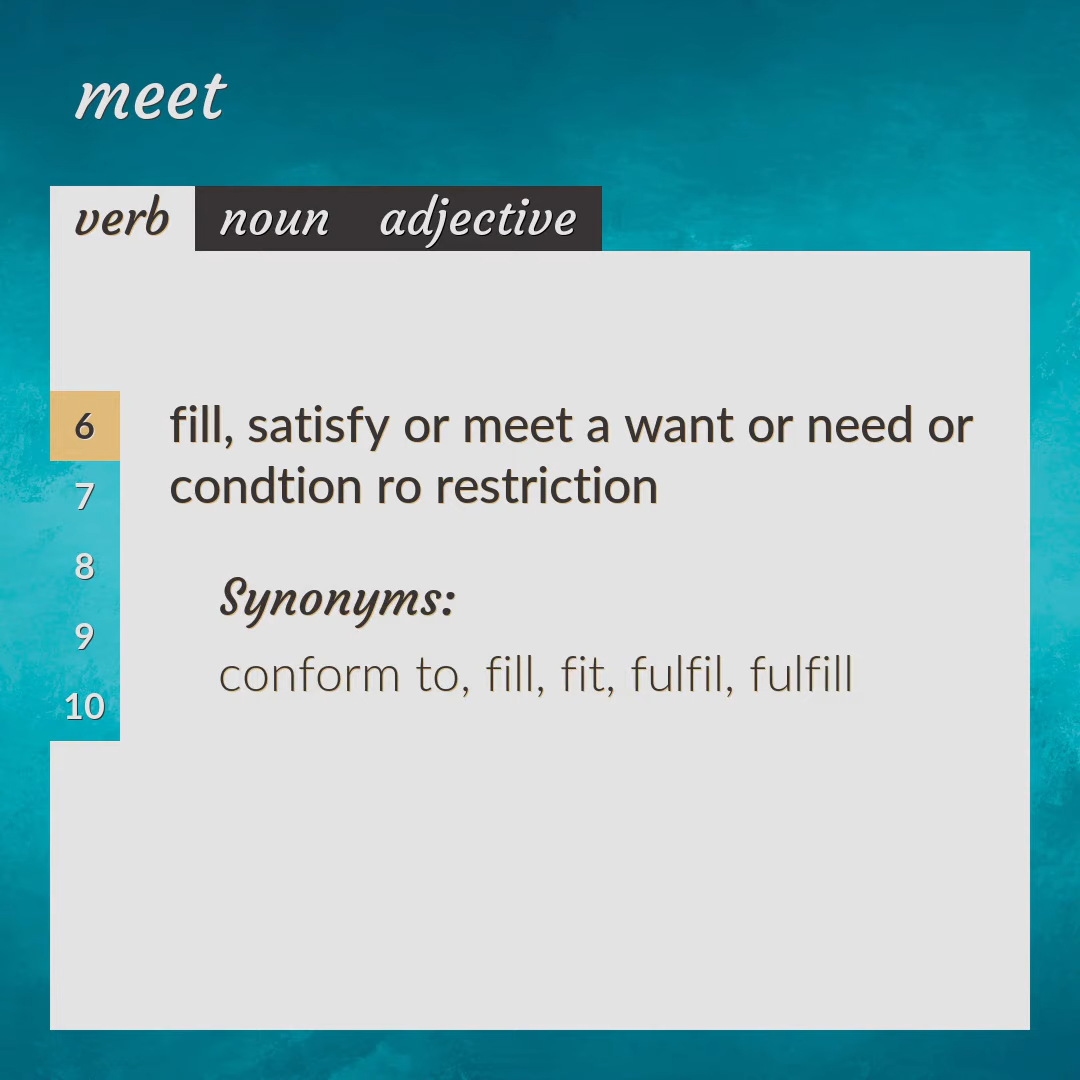 meet
verb noun adjective
6
fill, satisfy or meet a want or need or
condtion ro restriction
7
8
9
10
Synonyms:
conform to, fill, fit, fulfil, fulfill